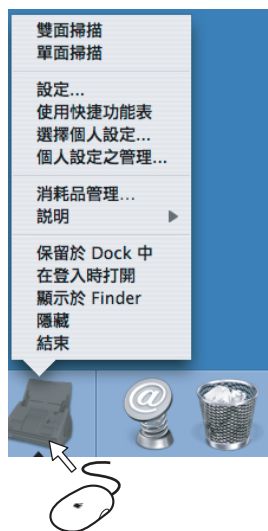 雙面掃描
單面掃描
設定...
使用快捷功能表
選擇個人設定...
個人設定之管理...
消耗品管理...
説明
保留於 Dock 中
在登入時打開
顯示於 Finder
隱藏
結束
@